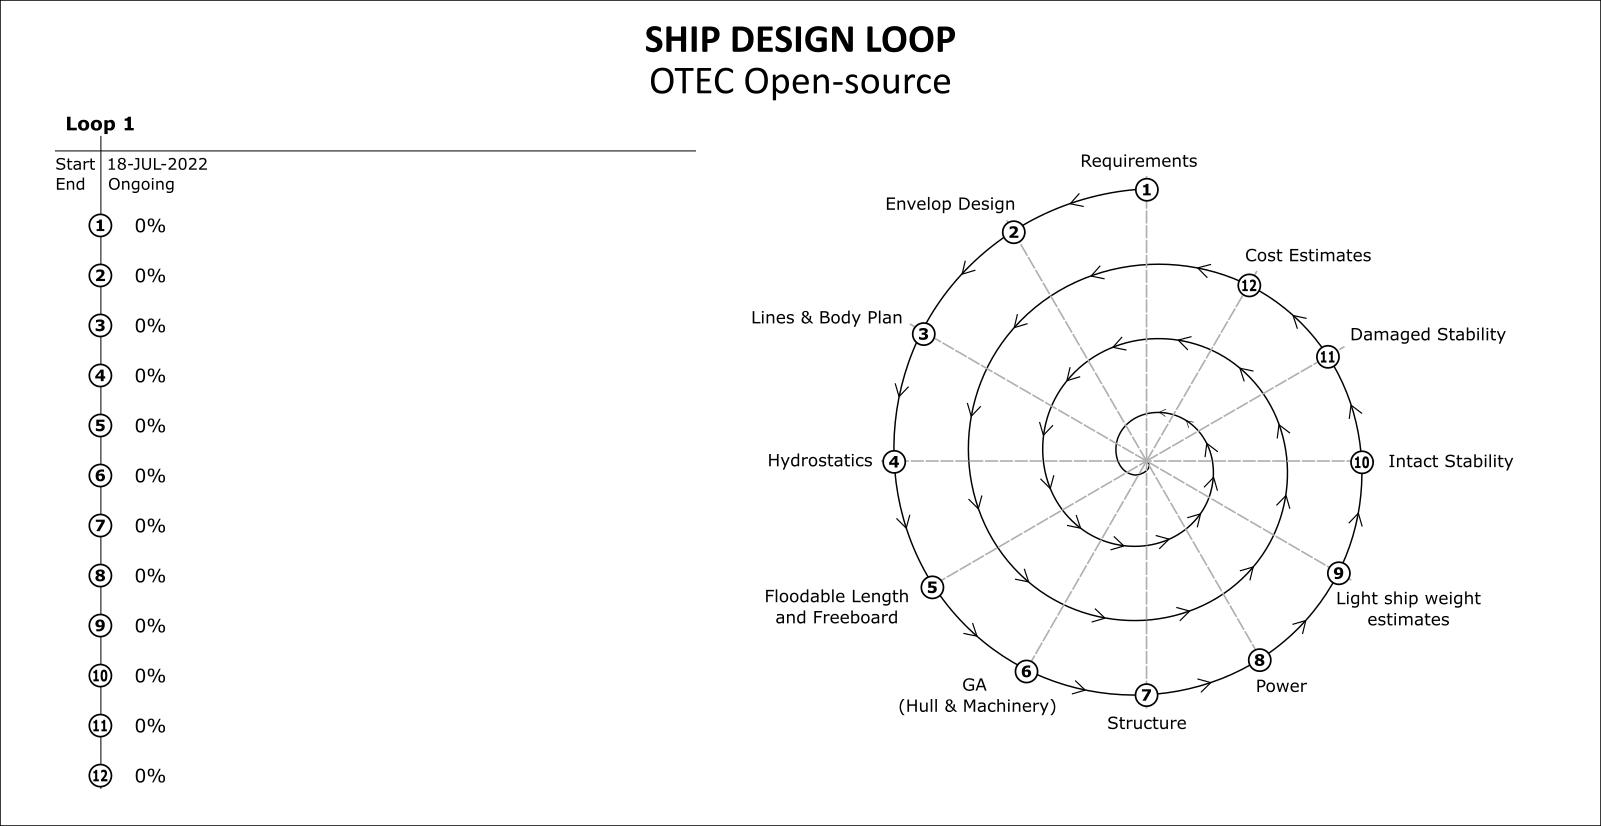 SHIP DESIGN LOOP
OTEC Open-source
Loop 1
Start 18-JUL-2022
End Ongoing
1 0%
2 0%
3 0%
4 0%
5 0%
6 0%
7 0%
8 0%
9 0%
10 0%
11 0%
12 0%
Requirements
1
Envelop Design
2
Lines & Body Plan
3
Hydrostatics
4
Floodable Length
and Freeboard
5
GA
(Hull & Machinery)
6
Structure
7
Power
8
Light ship weight
estimates
9
Intact Stability
10
Damaged Stability
11
Cost Estimates
12